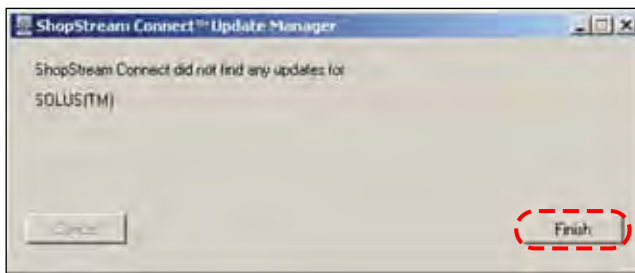 ShopStream Connect™ Update Manager
ShopStream Connect did not find any updates for
SOLUS(TM)
Cancel
Finish